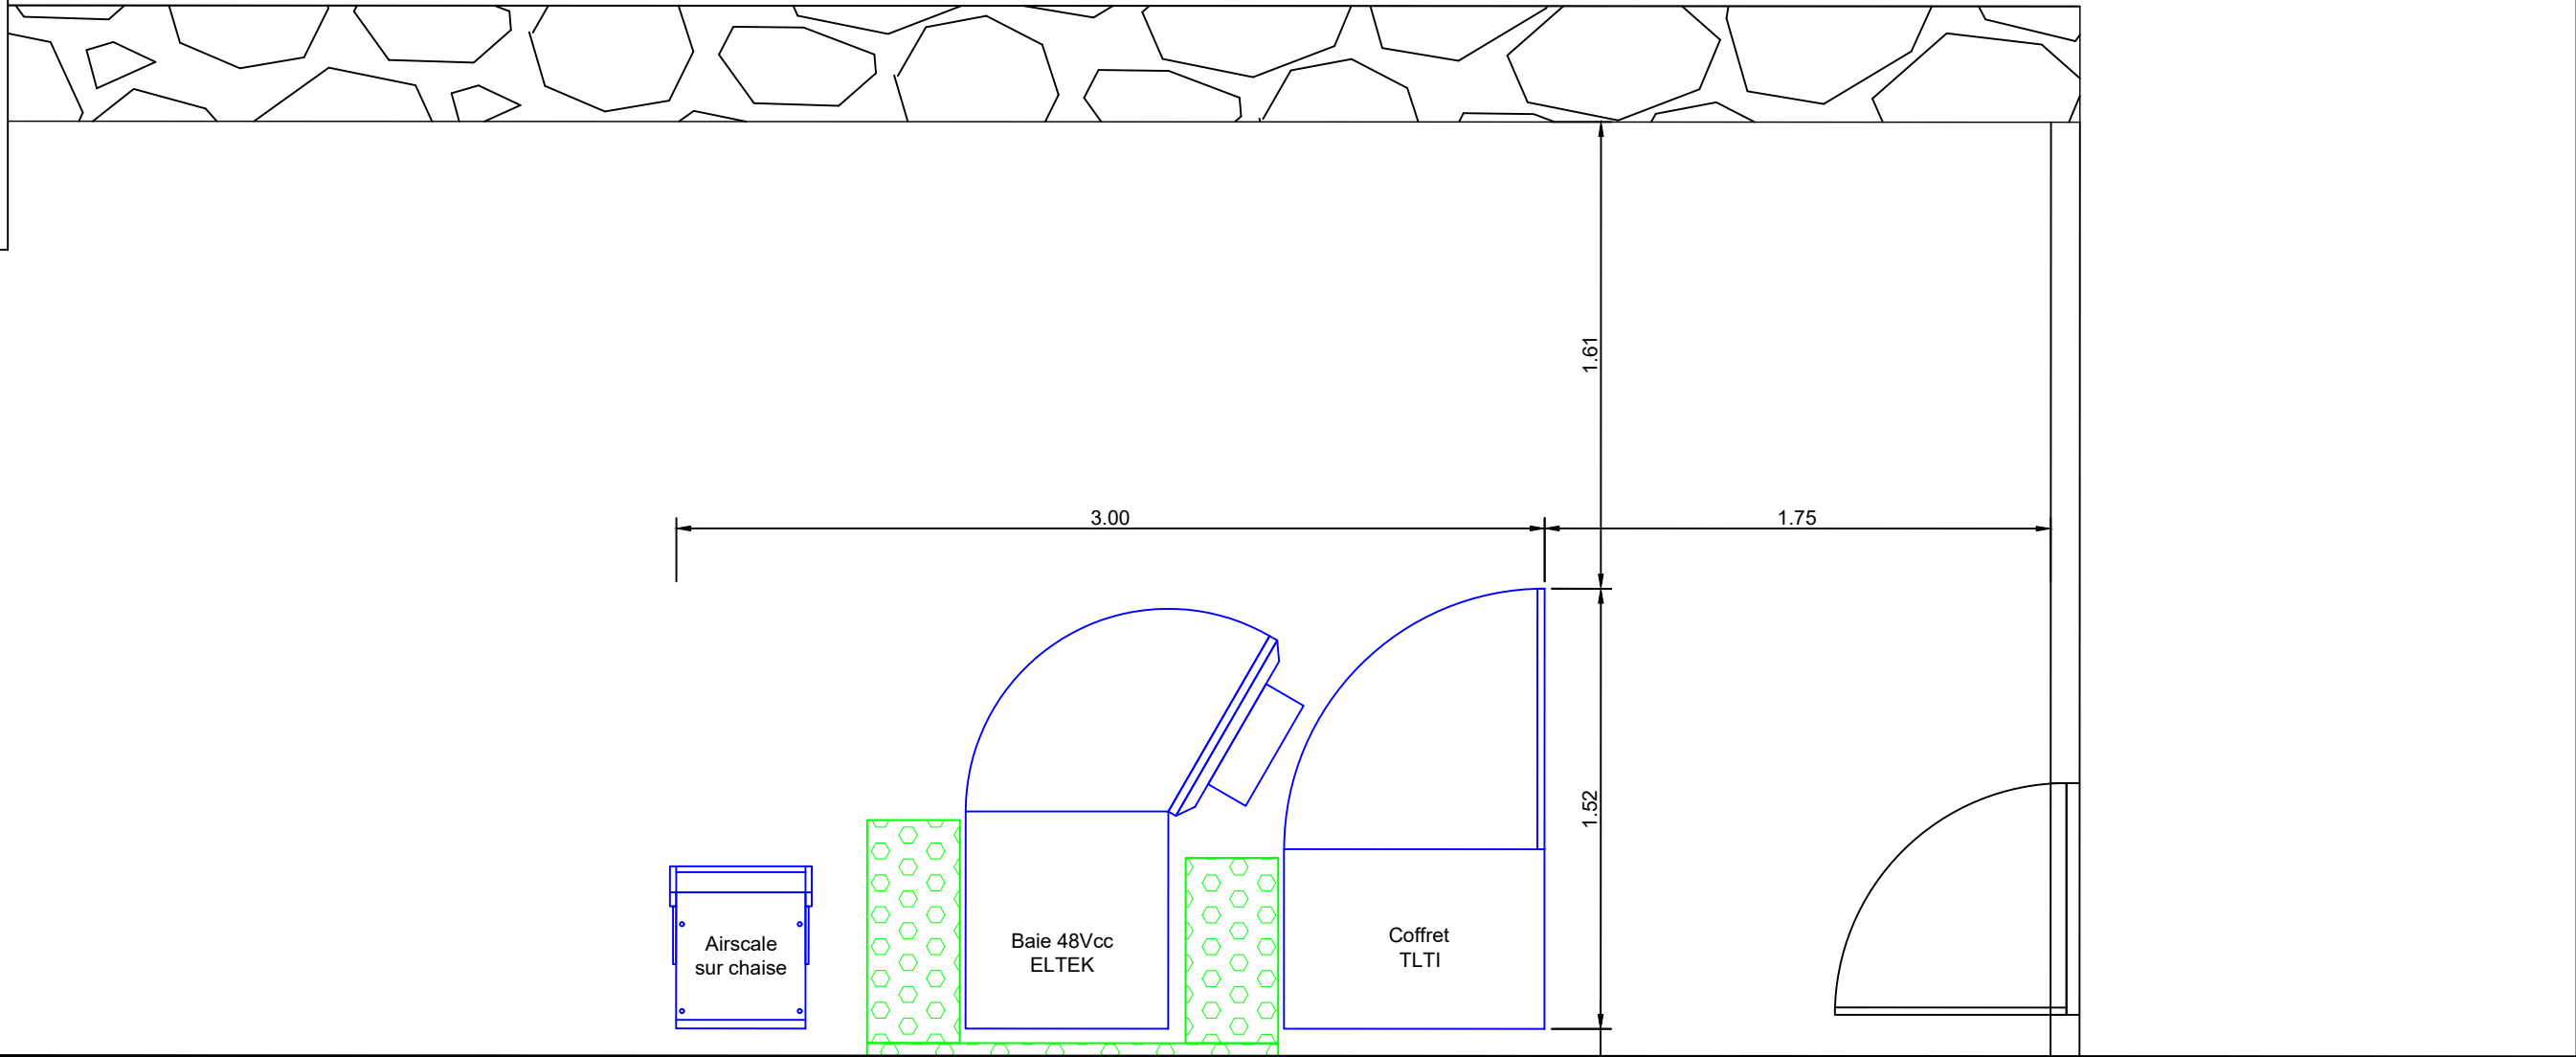 1.61
3.00
1.75
1.52
Airscale
sur chaise
Baie 48Vcc
ELTEK
Coffret
TLTI